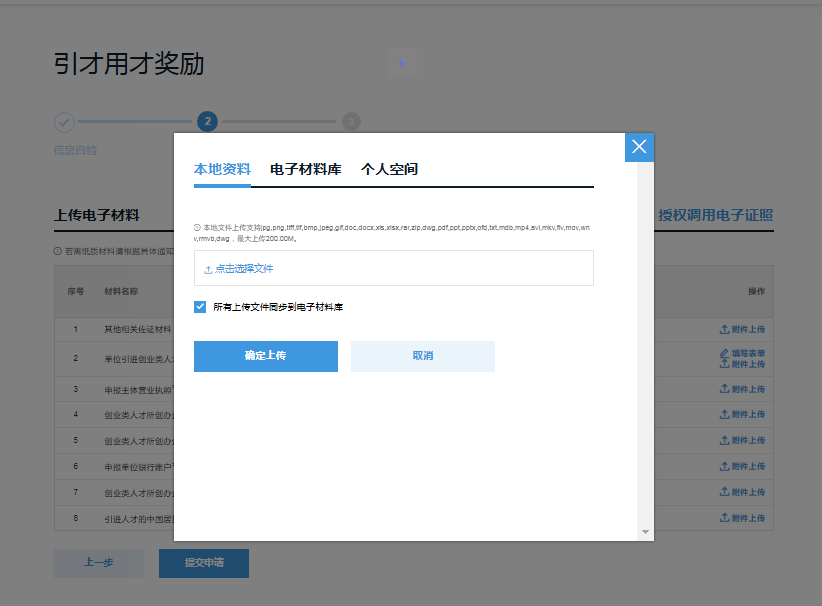 引才用才奖励
2
3
信息自检
本地资料 电子材料库 个人空间
本地文件上传支持jpg,png,tiff,tif,bmp,jpeg,gif,doc,docx,xls,xlsx,rar,zip,dwg,pdf,ppt,pptx,ofd,txt,mdb,mp4,avi,mkv,flv,mov,wm
v,rmvb,dwg，最大上传200.00M。
点击选择文件
所有上传文件同步到电子材料库
确定上传 取消
上传电子材料 授权调用电子证照
若需纸质材料请根据具体通知
序号 材料名称 操作
1 其他相关佐证材料 附件上传
2 单位引进创业类人 填写表单
附件上传
3 申报主体营业执照 附件上传
4 创业类人才所创办 附件上传
5 创业类人才所创办 附件上传
6 申报单位银行账户 附件上传
7 创业类人才所创办 附件上传
8 引进人才的中国居 附件上传
上一步 提交申请